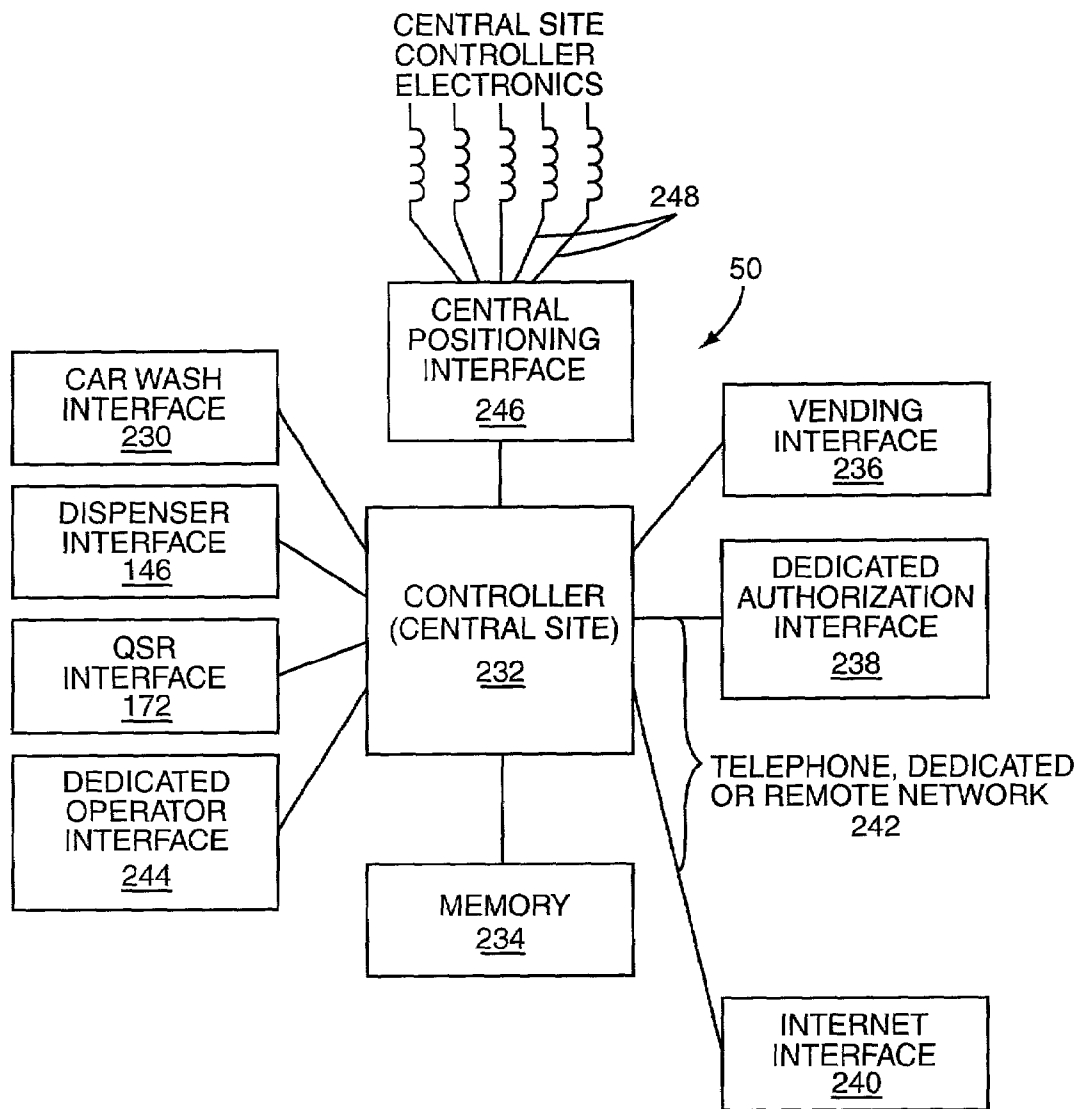 CENTRAL SITE
CONTROLLER
ELECTRONICS
248
50
CENTRAL
POSITIONING
INTERFACE
246
CAR WASH
INTERFACE
230
VENDING
INTERFACE
236
DISPENSER
INTERFACE
146
CONTROLLER
(CENTRAL SITE)
232
DEDICATED
AUTHORIZATION
INTERFACE
238
QSR
INTERFACE
172
DEDICATED
OPERATOR
INTERFACE
244
TELEPHONE, DEDICATED
OR REMOTE NETWORK
242
MEMORY
234
INTERNET
INTERFACE
240